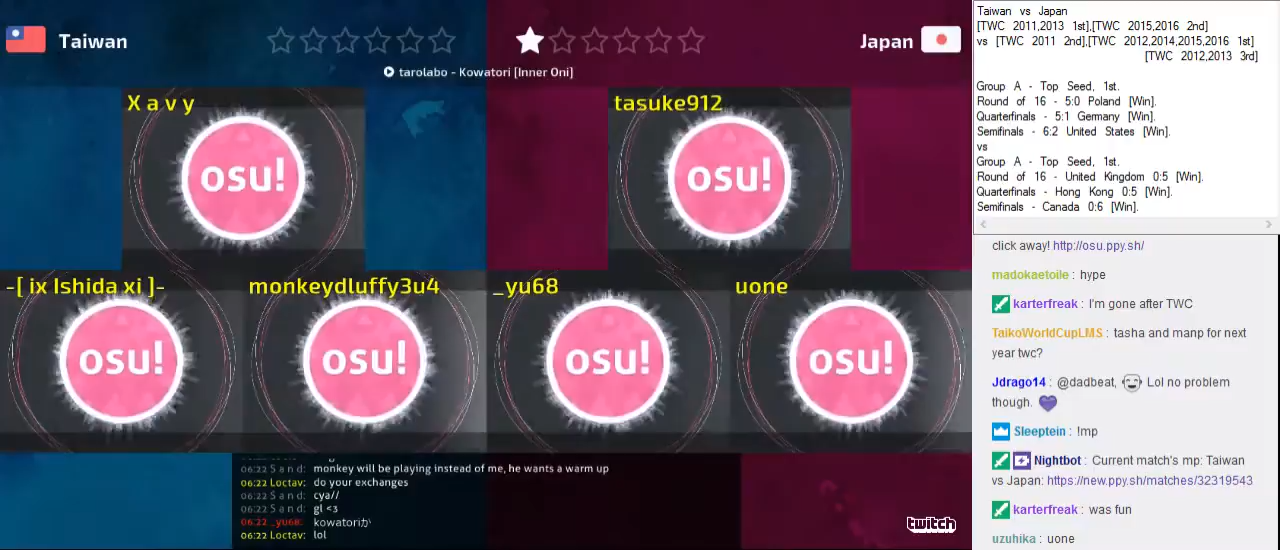 Taiwan
Japan
tarolabo - Kowatori [Inner Oni]
X a v y
osu!
tasuke912
osu!
-[ ix Ishida xi ]-
osu!
monkeydluffy3u4
osu!
_yu68
osu!
uone
osu!
06:22 S a n d: monkey will be playing instead of me, he wants a warm up
06:22 Loctav: do your exchanges
06:22 S a n d: cya//
06:22 S a n d: gl <3
06:22 _yu68: kowatoriか
06:22 Loctav: lol
twitch
Taiwan vs Japan
[TWC 2011,2013 1st],[TWC 2015,2016 2nd]
vs [TWC 2011 2nd],[TWC 2012,2014,2015,2016 1st]
[TWC 2012,2013 3rd]
Group A - Top Seed, 1st.
Round of 16 - 5:0 Poland [Win].
Quarterfinals - 5:1 Germany [Win].
Semifinals - 6:2 United States [Win].
vs
Group A - Top Seed, 1st.
Round of 16 - United Kingdom 0:5 [Win].
Quarterfinals - Hong Kong 0:5 [Win].
Semifinals - Canada 0:6 [Win].
click away! http://osu.ppy.sh/
madokaetoile : hype
karterfreak : I'm gone after TWC
TaikoWorldCupLMS : tasha and manp for next
year twc?
Jdrago14 : @dadbeat, Lol no problem
though.
Sleeptein : !mp
Nightbot : Current match's mp: Taiwan
vs Japan: https://new.ppy.sh/matches/32319543
karterfreak : was fun
uzuhika : uone